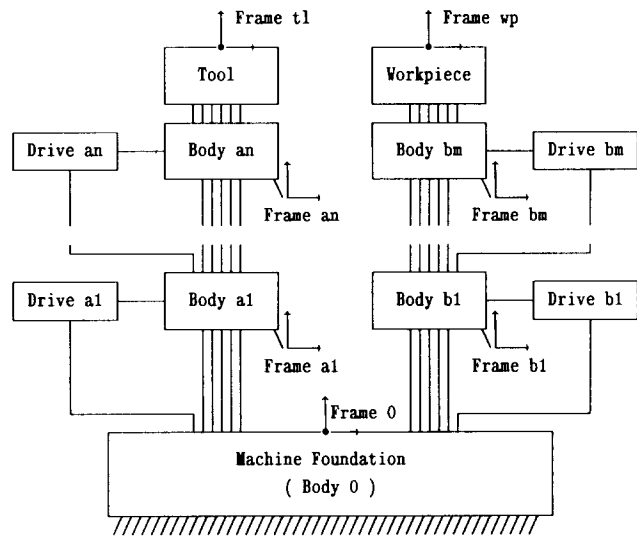 Frame tl
Frame wp
Tool
Workpiece
Drive an
Body an
Body bm
Drive bm
Frame an
Frame bm
Drive a1
Body a1
Body b1
Drive b1
Frame a1
Frame b1
Frame 0
Machine Foundation
( Body 0 )